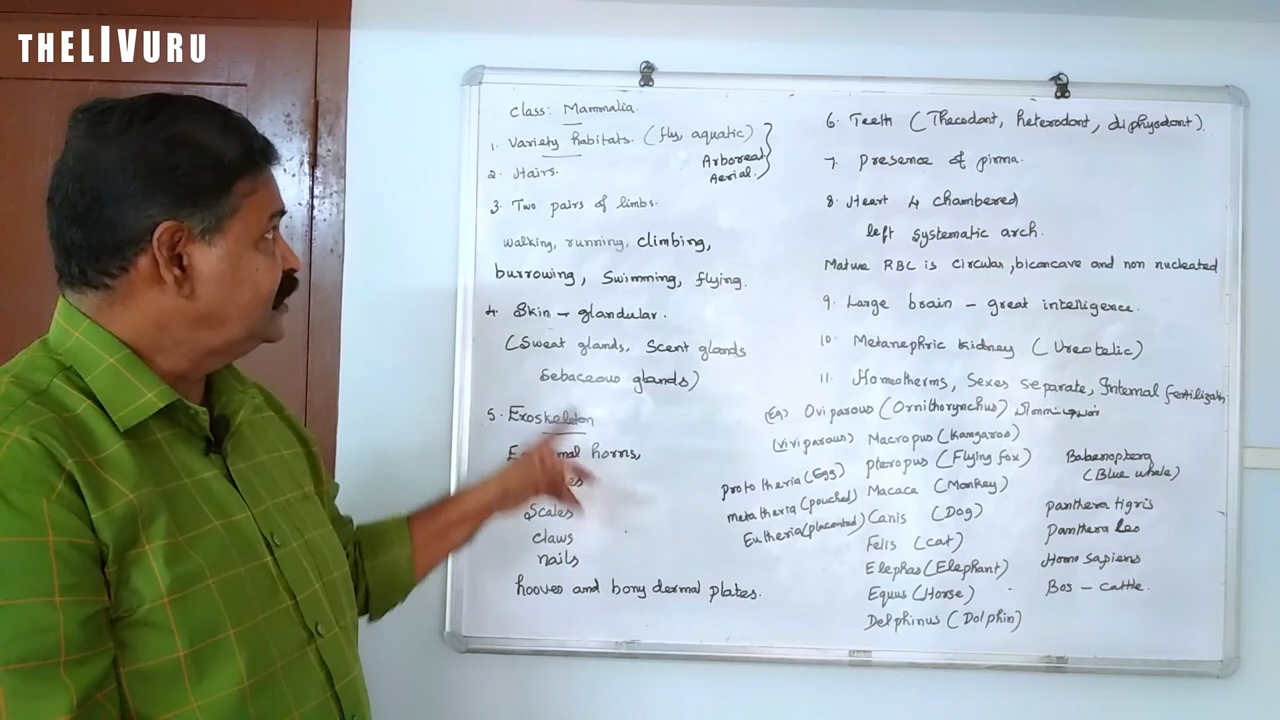 THELIVURU
Class: Mammalia.
1. Variety habitats. (fly, aquatic)
Arboreal
Aerial.
2. Hairs.
3. Two pairs of limbs.
walking, running, climbing,
burrowing, swimming, flying.
4. Skin – glandular.
(Sweat glands, Scent glands
Sebaceous glands)
5. Exoskeleton
horns,
Scales
claws
nails
hooves and bony dermal plates.
6. Teeth (Thecodont, heterodont, diphyodont).
7. Presence of pinna.
8. Heart 4 chambered
left systematic arch.
Mature RBC is circular, biconcave and non nucleated
9. Large brain – great intelligence.
10. Metanephric kidney (Ureotelic)
11. Homeotherms, Sexes separate, Internal fertilization
(Eg) Oviparous (Ornithorynchus)
(viviparous) Macropus (Kangaroo)
Pteropus (Flying fox)
Prototheria (Egg)
Macaca (Monkey)
metatheria (pouched)
Canis (Dog)
Eutheria (placented)
Felis (cat)
Elephas (Elephant)
Equus (Horse)
Delphinus (Dolphin)
(Blue whale)
panthera tigris
Panthera leo
Homo sapiens
Bos – cattle.